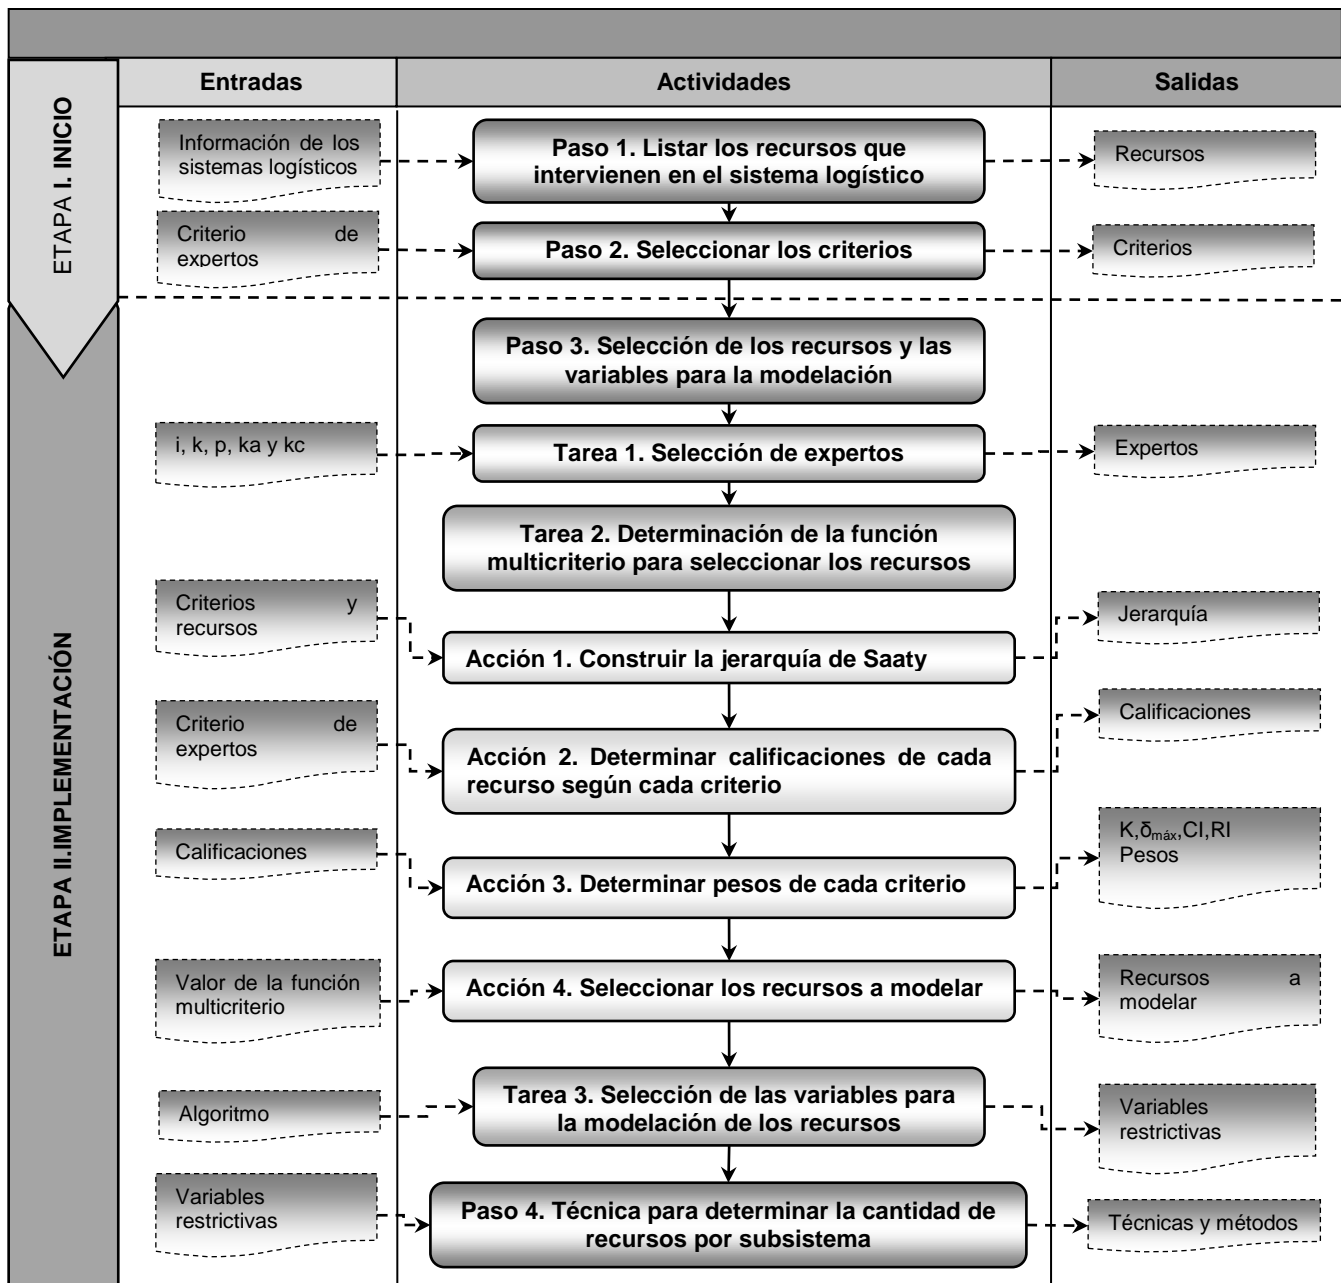 Entradas
Actividades
Salidas
ETAPA I. INICIO
Información de los
sistemas logísticos
Paso 1. Listar los recursos que
intervienen en el sistema logístico
Recursos
Criterio de
expertos
Paso 2. Seleccionar los criterios
Criterios
ETAPA II.IMPLEMENTACIÓN
Paso 3. Selección de los recursos y las
variables para la modelación
i, k, p, ka y kc
Tarea 1. Selección de expertos
Expertos
Tarea 2. Determinación de la función
multicriterio para seleccionar los recursos
Criterios y
recursos
Acción 1. Construir la jerarquía de Saaty
Jerarquía
Criterio de
expertos
Acción 2. Determinar calificaciones de cada
recurso según cada criterio
Calificaciones
Calificaciones
Acción 3. Determinar pesos de cada criterio
K,δmáx,CI,RI
Pesos
Valor de la función
multicriterio
Acción 4. Seleccionar los recursos a modelar
Recursos a
modelar
Algoritmo
Tarea 3. Selección de las variables para
la modelación de los recursos
Variables
restrictivas
Variables
restrictivas
Paso 4. Técnica para determinar la cantidad de
recursos por subsistema
Técnicas y métodos